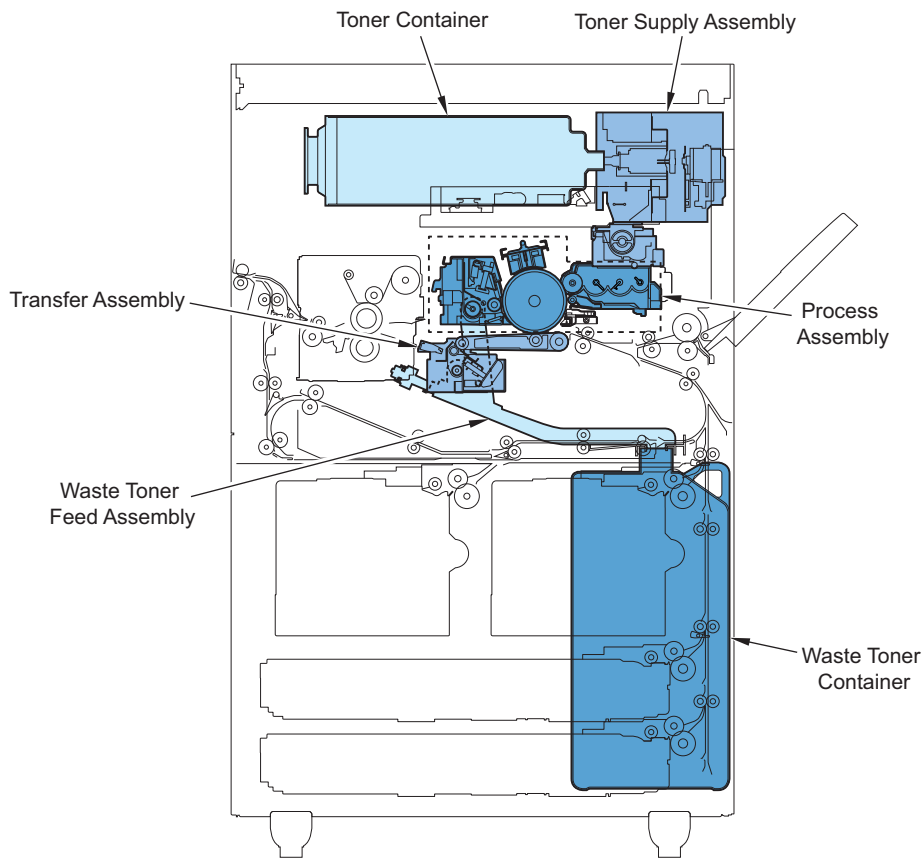 Toner Container
Toner Supply Assembly
Transfer Assembly
Process
Assembly
Waste Toner
Feed Assembly
Waste Toner
Container